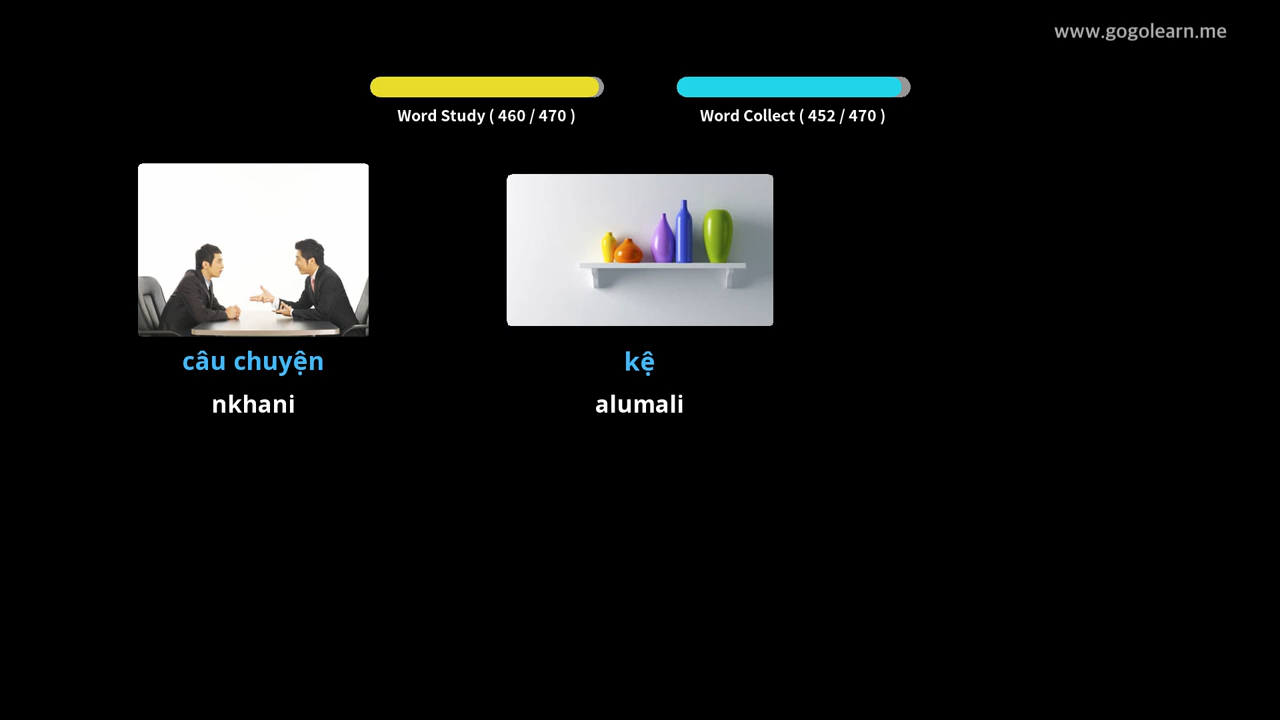 www.gogolearn.me
Word Study ( 460 / 470 )
Word Collect ( 452 / 470 )
câu chuyện
nkhani
kệ
alumali